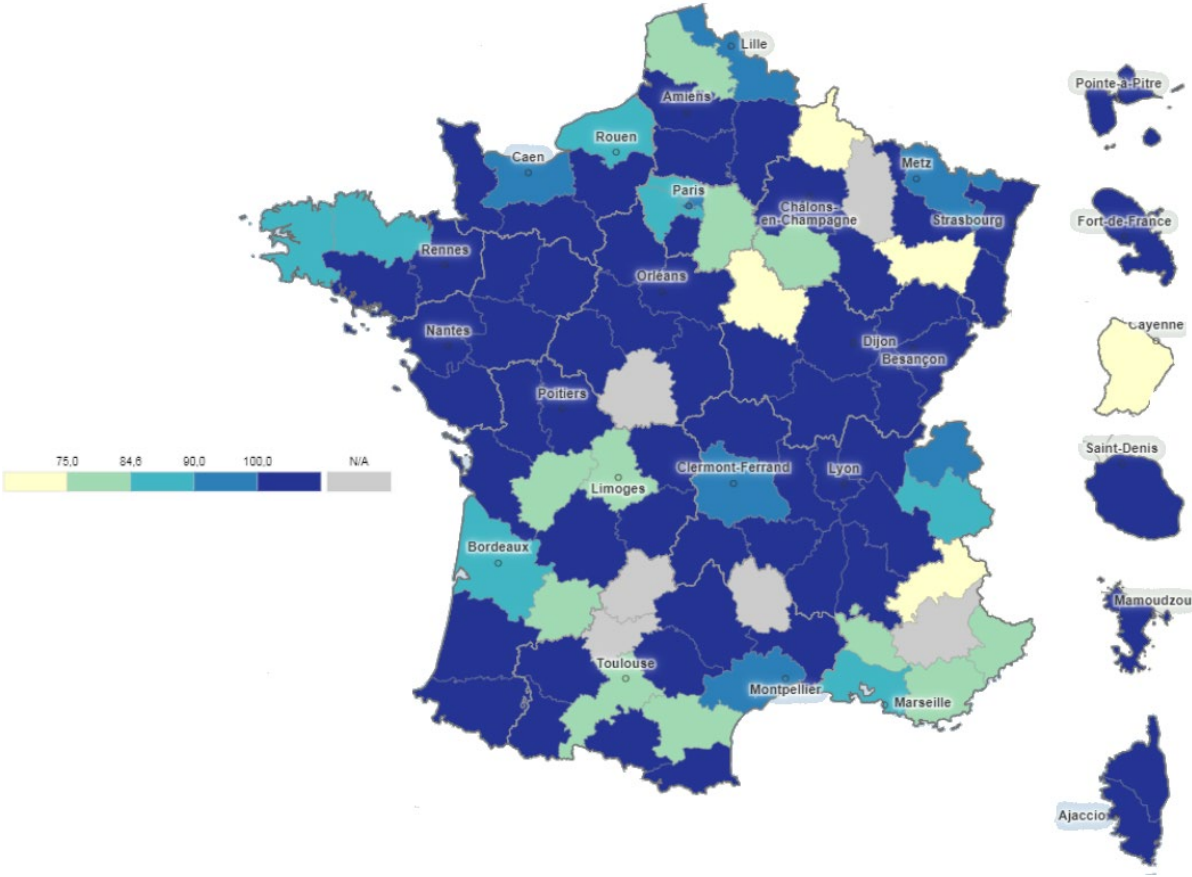 Lille
Pointe-à-Pitre
Amiens
Rouen
Caen
Metz
Paris
Châlons-
en-Champagne
Strasbourg
Fort-de-France
Rennes
Orléans
Nantes
Cayenne
Dijon
Besançon
Poitiers
Saint-Denis
75,0 84,6 90,0 100,0 N/A
Clermont-Ferrand
Lyon
Limoges
Bordeaux
Mamoudzou
Toulouse
Montpellier
Marseille
Ajaccio